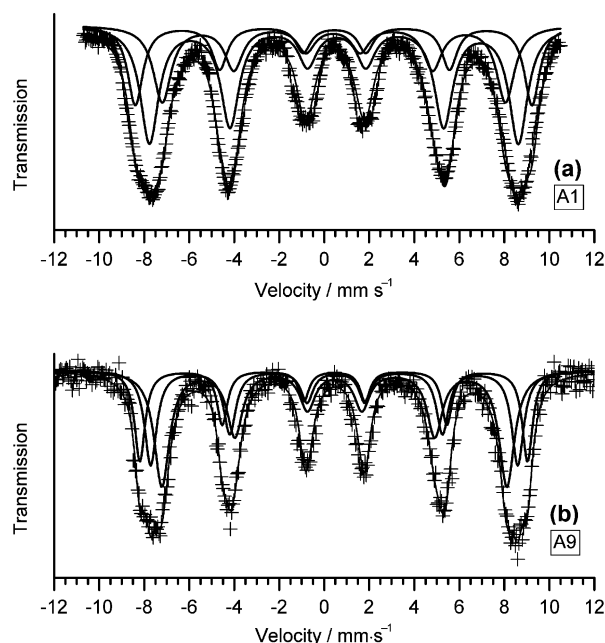 Transmission
(a)
A1
-12 -10 -8 -6 -4 -2 0 2 4 6 8 10 12
Velocity / mm s⁻¹
Transmission
(b)
A9
-12 -10 -8 -6 -4 -2 0 2 4 6 8 10 12
Velocity / mm·s⁻¹